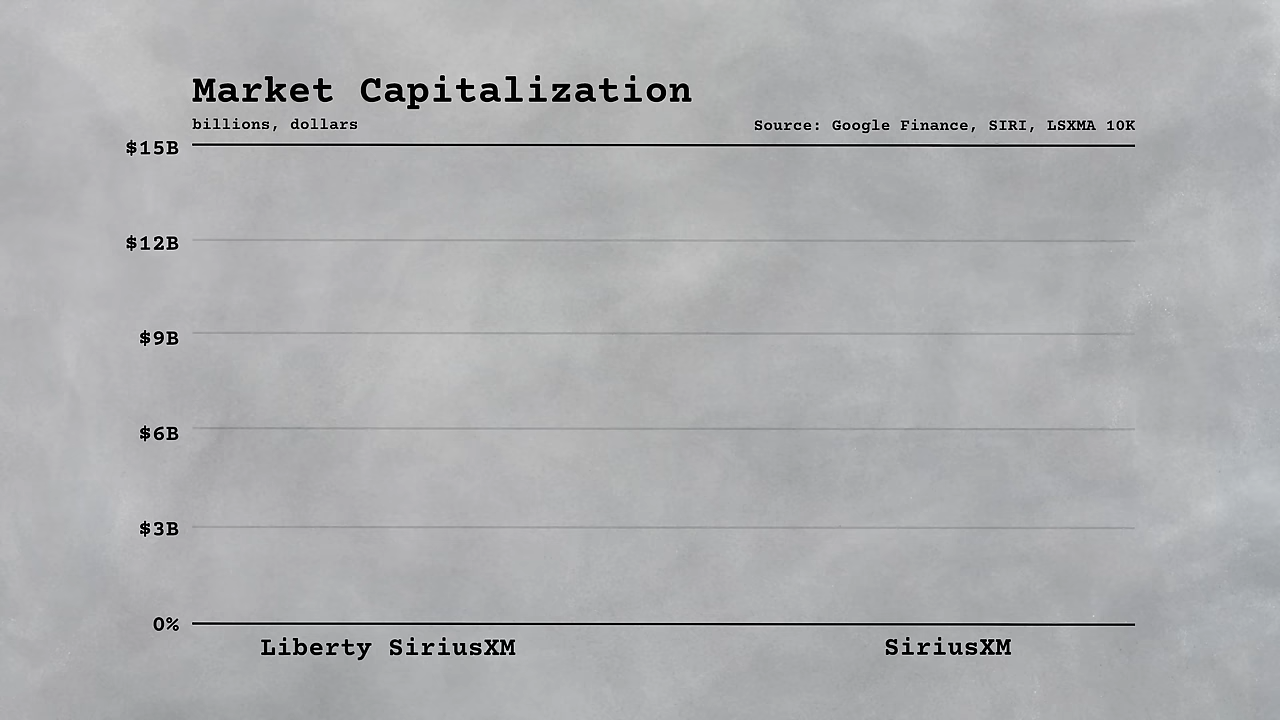 Market Capitalization
billions, dollars
Source: Google Finance, SIRI, LSXMA 10K
$15B
$12B
$9B
$6B
$3B
0%
Liberty SiriusXM
SiriusXM